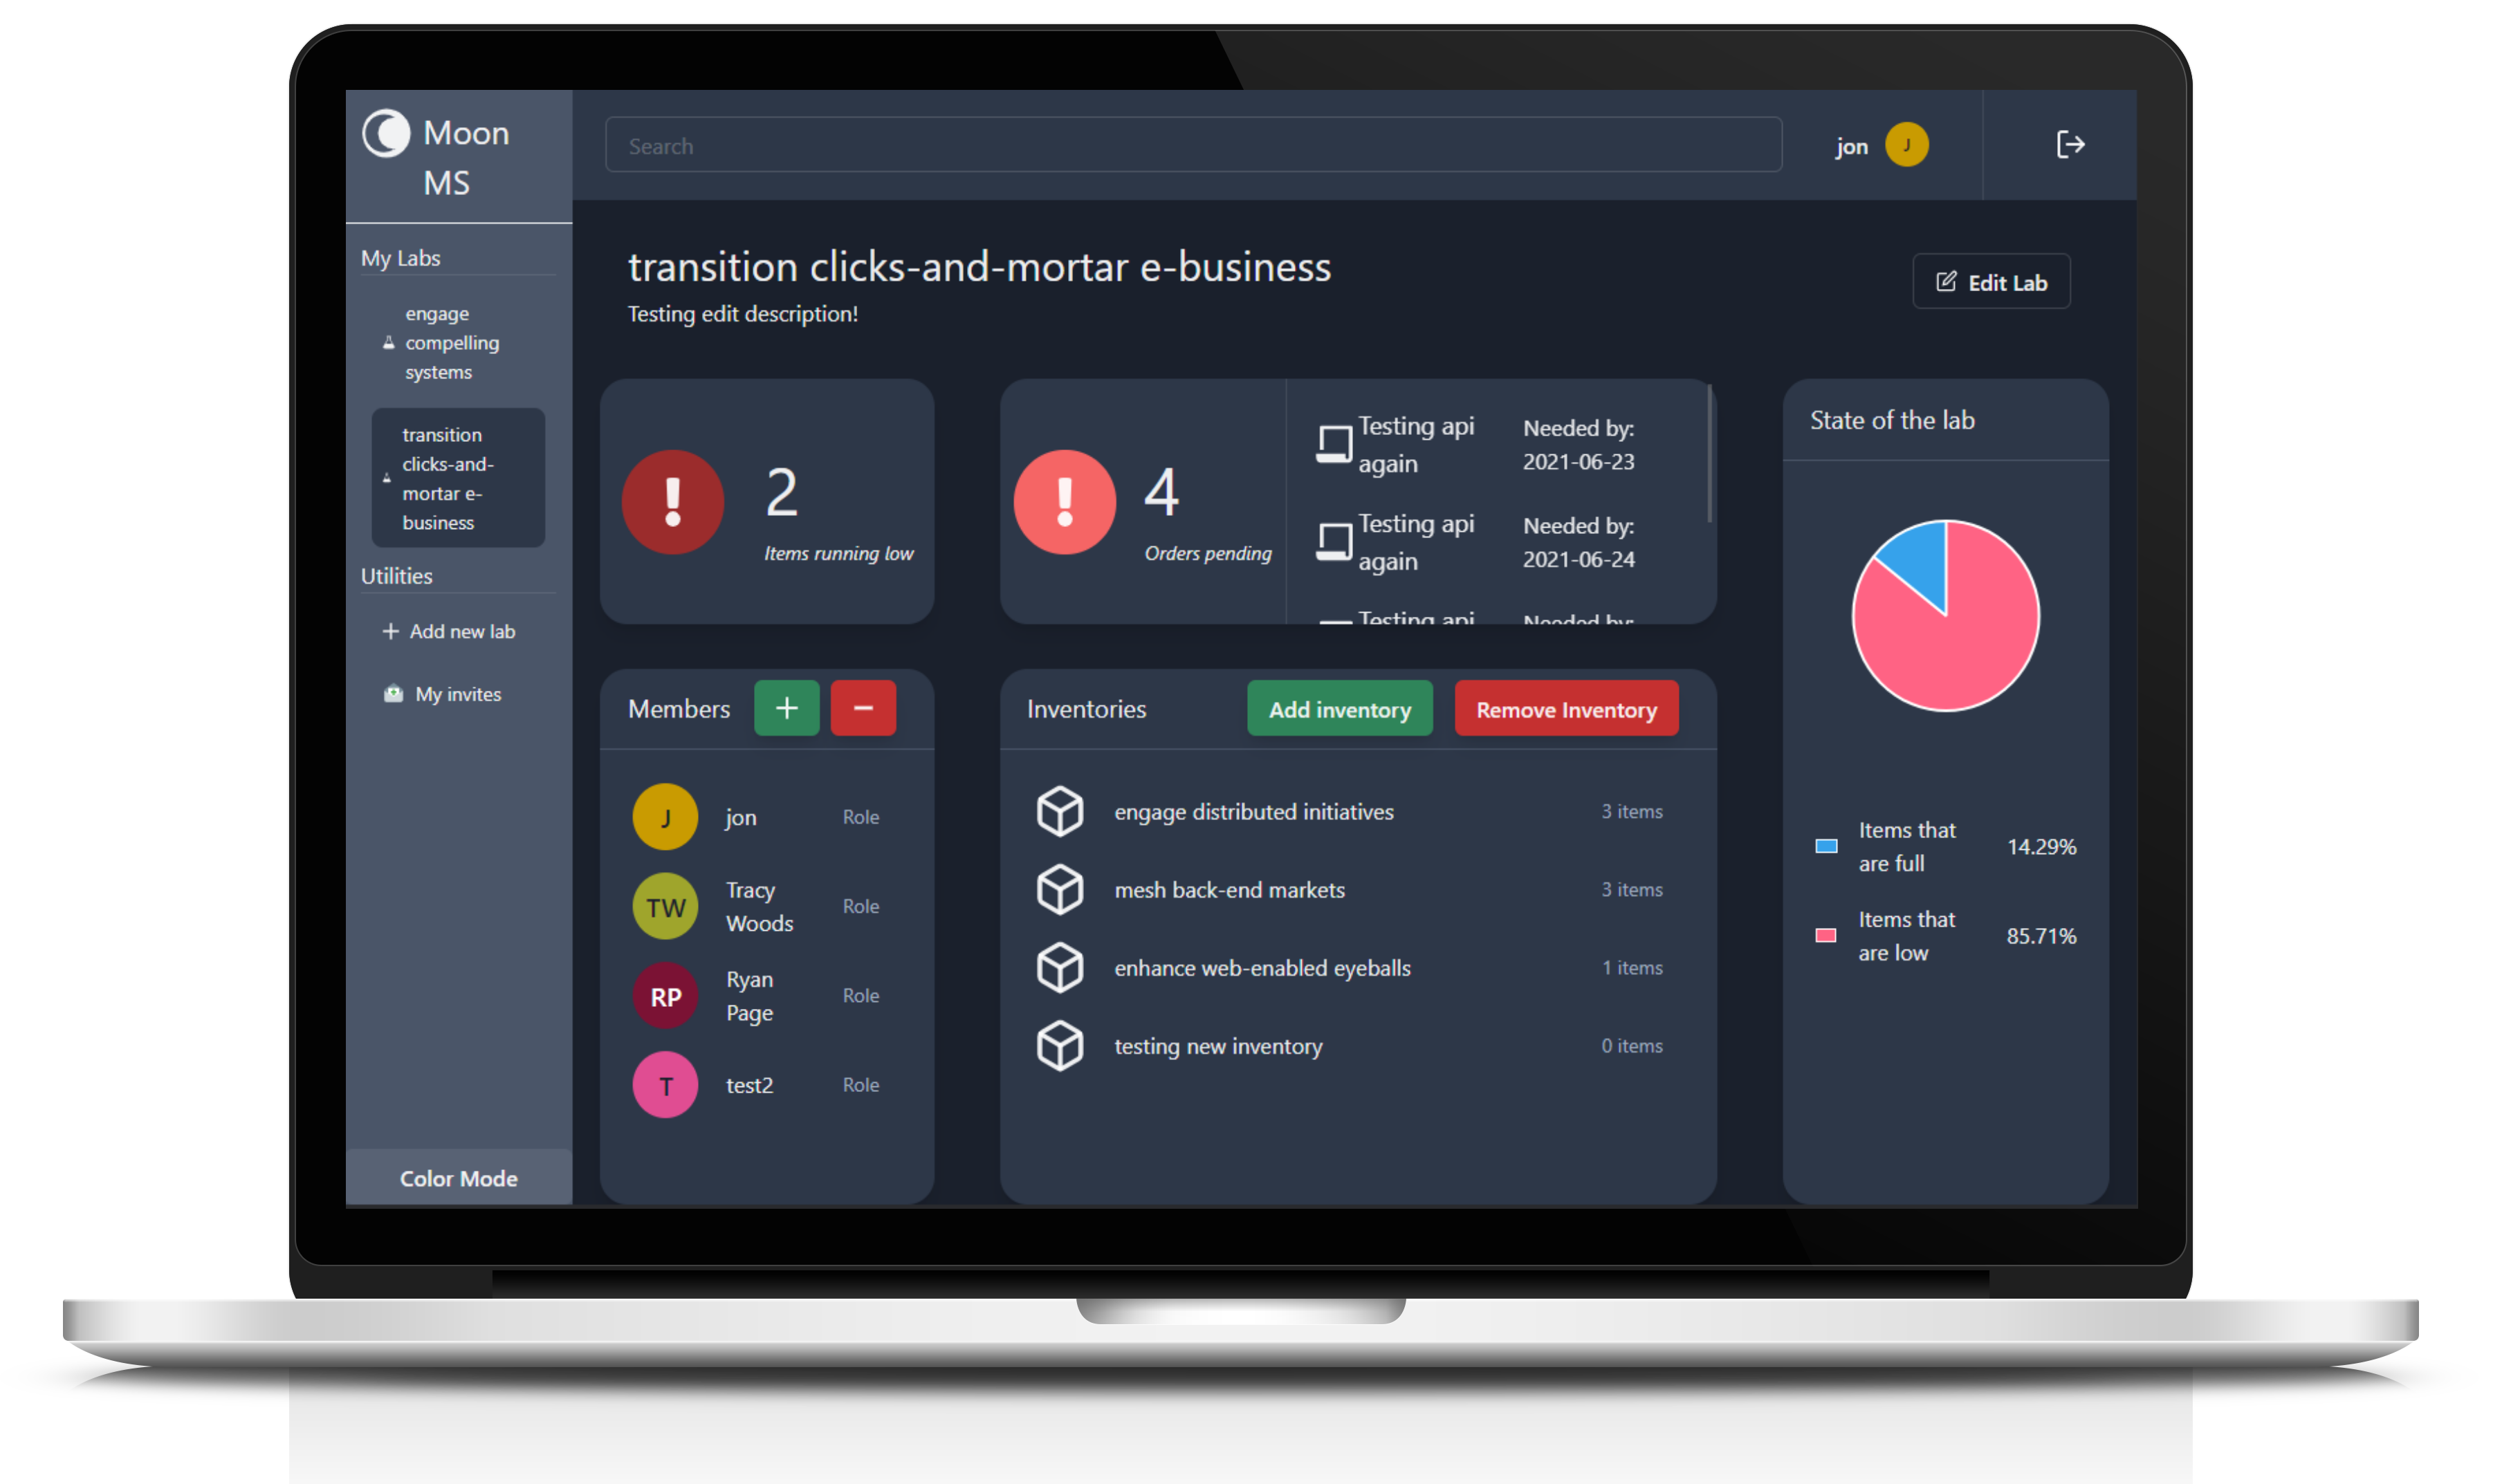 Moon
MS
Search
jon
J
My Labs
engage
compelling
systems
transition
clicks-and-
mortar e-
business
Utilities
Add new lab
My invites
Color Mode
transition clicks-and-mortar e-business
Testing edit description!
Edit Lab
2
Items running low
4
Orders pending
Testing api
again
Needed by:
2021-06-23
Testing api
again
Needed by:
2021-06-24
Testing api
Needed by:
State of the lab
Items that
are full
14.29%
Items that
are low
85.71%
Members
+
−
J
jon
Role
TW
Tracy
Woods
Role
RP
Ryan
Page
Role
T
test2
Role
Inventories
Add inventory
Remove Inventory
engage distributed initiatives
3 items
mesh back-end markets
3 items
enhance web-enabled eyeballs
1 items
testing new inventory
0 items